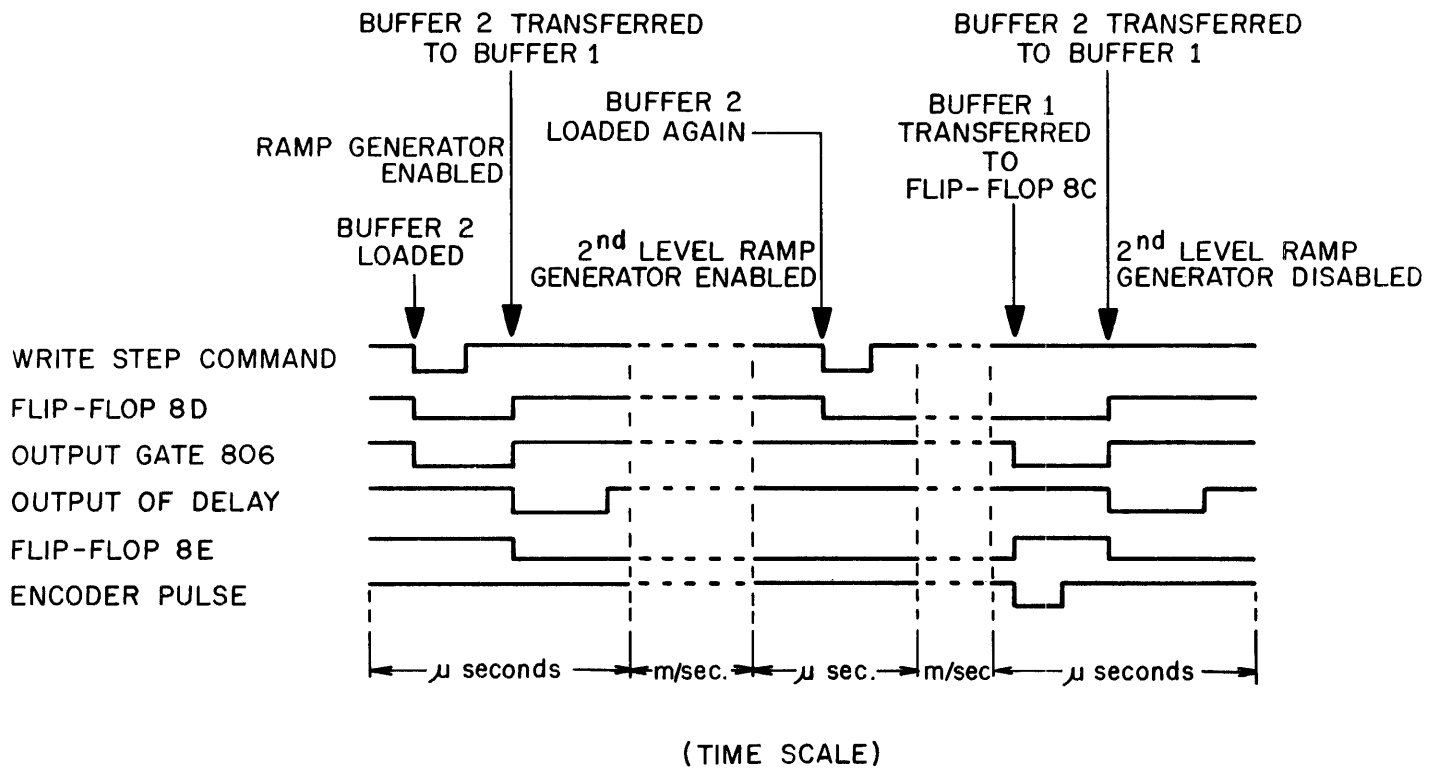 BUFFER 2 TRANSFERRED
TO BUFFER 1
BUFFER 2 TRANSFERRED
TO BUFFER 1
BUFFER 2
LOADED AGAIN
BUFFER 1
TRANSFERRED
TO
FLIP-FLOP 8C
RAMP GENERATOR
ENABLED
BUFFER 2
LOADED
2nd LEVEL RAMP
GENERATOR ENABLED
2nd LEVEL RAMP
GENERATOR DISABLED
WRITE STEP COMMAND
FLIP-FLOP 8D
OUTPUT GATE 806
OUTPUT OF DELAY
FLIP-FLOP 8E
ENCODER PULSE
μ seconds
m/sec.
μ sec.
m/sec
μ seconds
(TIME SCALE)